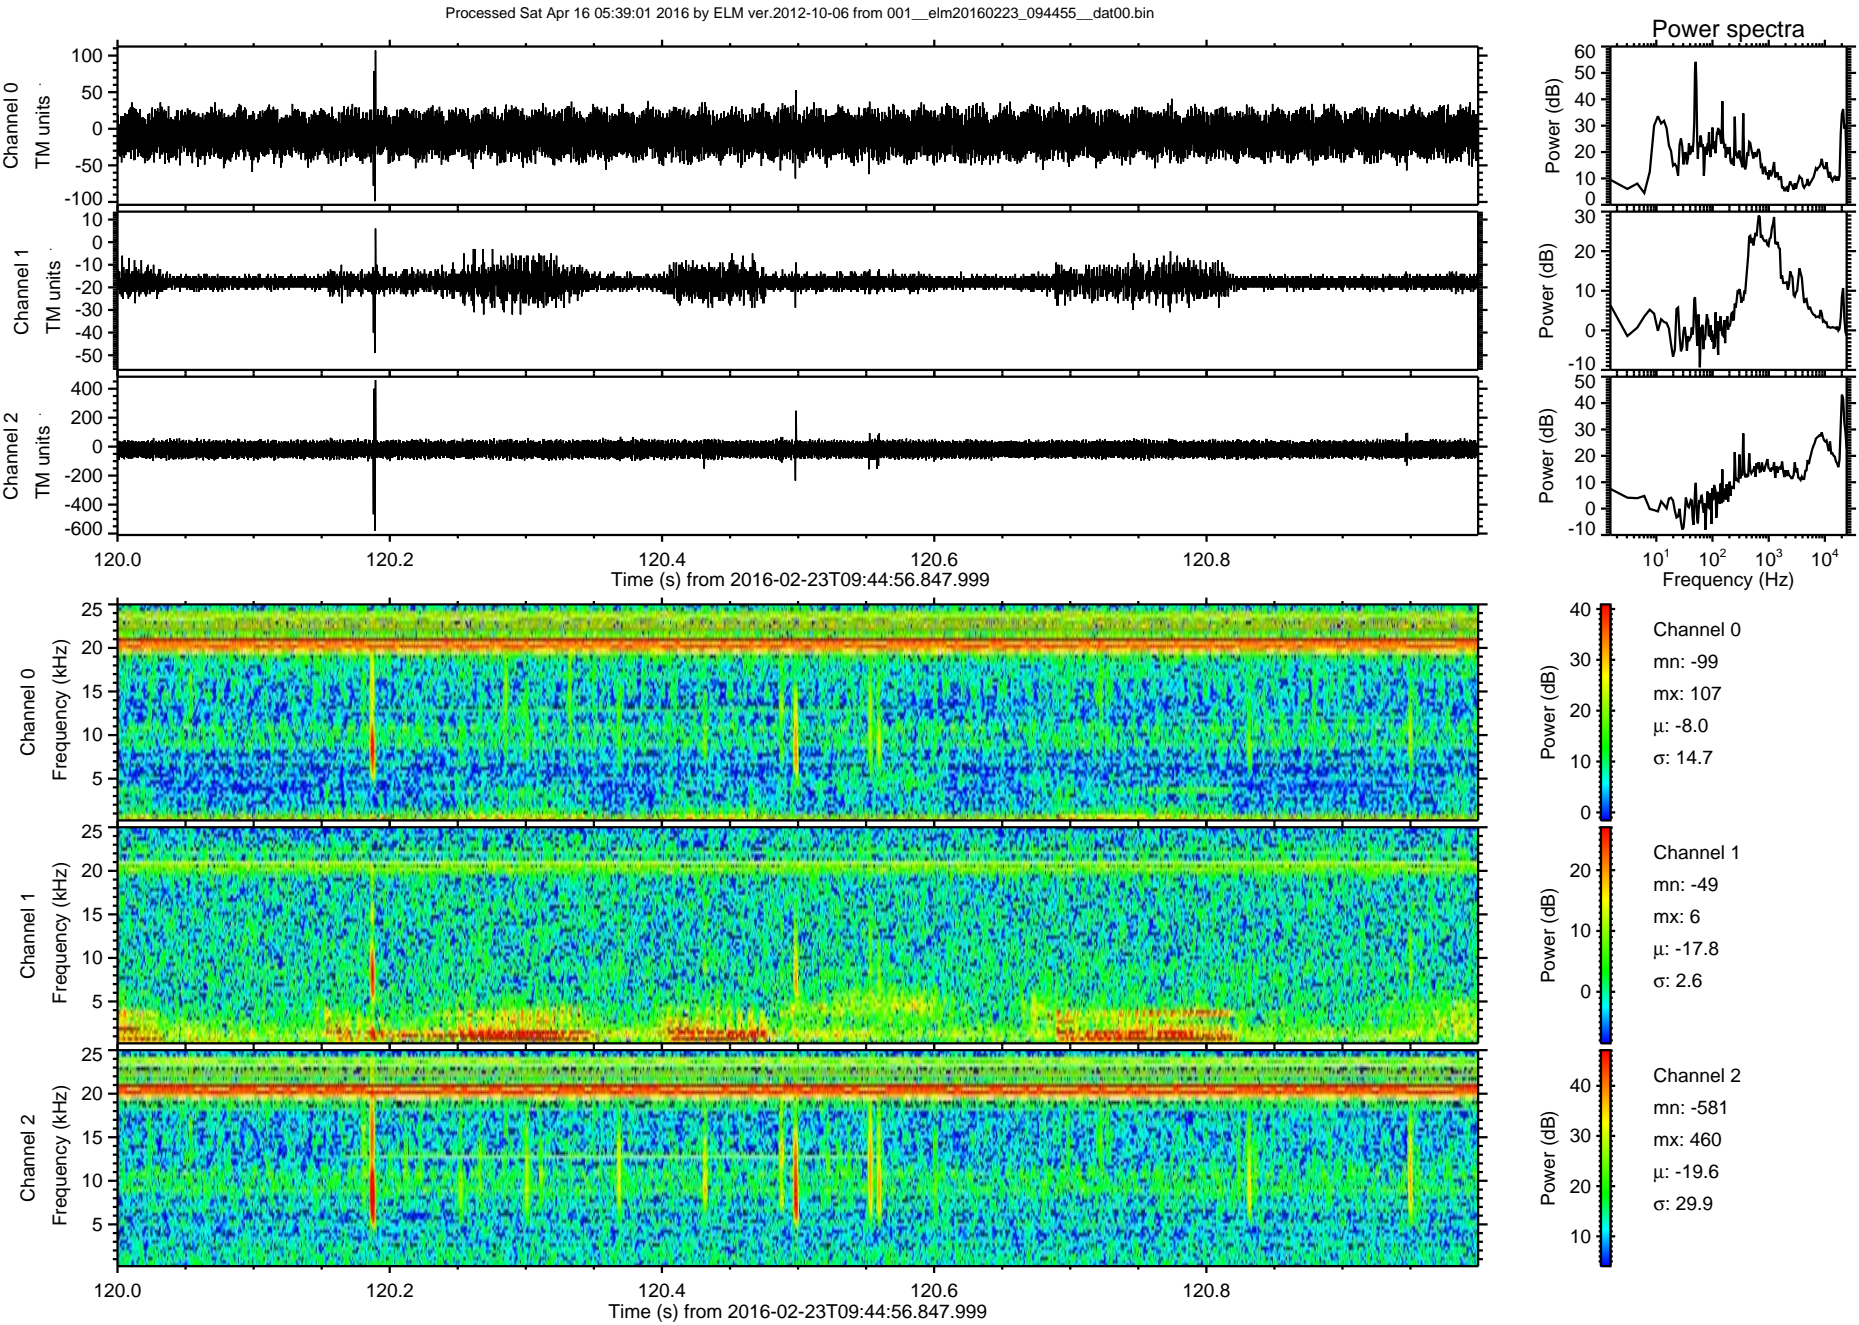 Processed Sat Apr 16 05:39:01 2016 by ELM ver.2012-10-06 from 001__elm20160223_094455__dat00.bin
Power spectra
Channel 0
TM units
100
50
0
-50
-100
Power (dB)
60
50
40
30
20
10
0
Channel 1
TM units
10
0
-10
-20
-30
-40
-50
Power (dB)
30
20
10
0
-10
Channel 2
TM units
400
200
0
-200
-400
-600
Power (dB)
50
40
30
20
10
0
-10
120.0 120.2 120.4 120.6 120.8
Time (s) from 2016-02-23T09:44:56.847.999
10¹ 10² 10³ 10⁴
Frequency (Hz)
Channel 0
Frequency (kHz)
25
20
15
10
5
Power (dB)
40
30
20
10
0
Channel 0
mn: -99
mx: 107
μ: -8.0
σ: 14.7
Channel 1
Frequency (kHz)
25
20
15
10
5
Power (dB)
20
10
0
Channel 1
mn: -49
mx: 6
μ: -17.8
σ: 2.6
Channel 2
Frequency (kHz)
25
20
15
10
5
Power (dB)
40
30
20
10
Channel 2
mn: -581
mx: 460
μ: -19.6
σ: 29.9
120.0 120.2 120.4 120.6 120.8
Time (s) from 2016-02-23T09:44:56.847.999